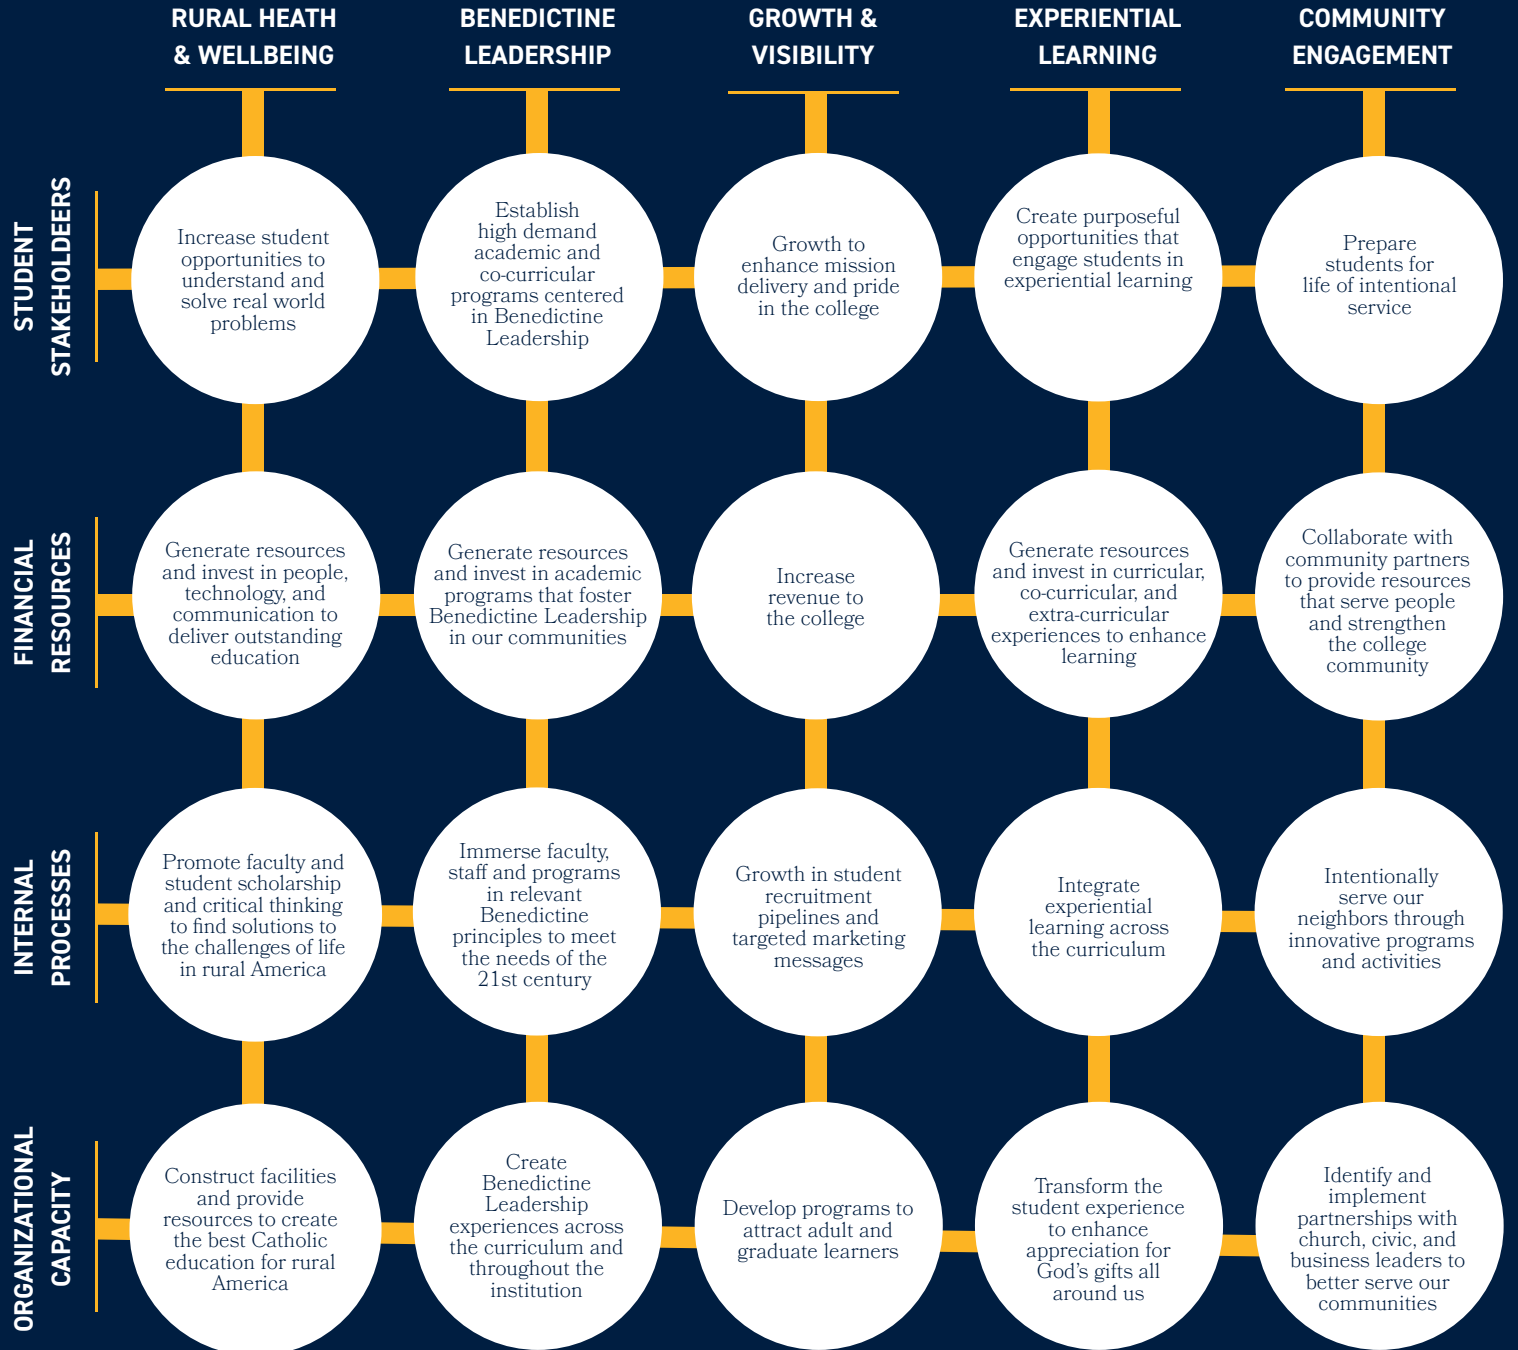 RURAL HEATH
& WELLBEING
BENEDICTINE
LEADERSHIP
GROWTH &
VISIBILITY
EXPERIENTIAL
LEARNING
COMMUNITY
ENGAGEMENT
STUDENT
STAKEHOLDEERS
Increase student
opportunities to
understand and
solve real world
problems
Establish
high demand
academic and
co-curricular
programs centered
in Benedictine
Leadership
Growth to
enhance mission
delivery and pride
in the college
Create purposeful
opportunities that
engage students in
experiential learning
Prepare
students for
life of intentional
service
FINANCIAL
RESOURCES
Generate resources
and invest in people,
technology, and
communication to
deliver outstanding
education
Generate resources
and invest in academic
programs that foster
Benedictine Leadership
in our communities
Increase
revenue to
the college
Generate resources
and invest in curricular,
co-curricular, and
extra-curricular
experiences to enhance
learning
Collaborate with
community partners
to provide resources
that serve people
and strengthen
the college
community
INTERNAL
PROCESSES
Promote faculty and
student scholarship
and critical thinking
to find solutions to
the challenges of life
in rural America
Immerse faculty,
staff and programs
in relevant
Benedictine
principles to meet
the needs of the
21st century
Growth in student
recruitment
pipelines and
targeted marketing
messages
Integrate
experiential
learning across
the curriculum
Intentionally
serve our
neighbors through
innovative programs
and activities
ORGANIZATIONAL
CAPACITY
Construct facilities
and provide
resources to create
the best Catholic
education for rural
America
Create
Benedictine
Leadership
experiences across
the curriculum and
throughout the
institution
Develop programs to
attract adult and
graduate learners
Transform the
student experience
to enhance
appreciation for
God's gifts all
around us
Identify and
implement
partnerships with
church, civic, and
business leaders to
better serve our
communities